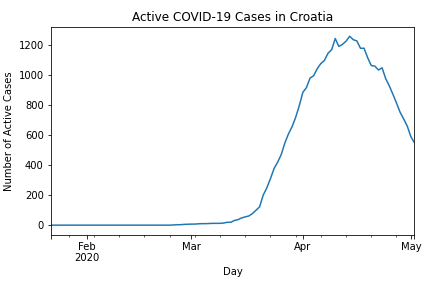 Active COVID-19 Cases in Croatia
1200
1000
800
600
400
200
0
Number of Active Cases
Feb
2020
Mar
Apr
May
Day